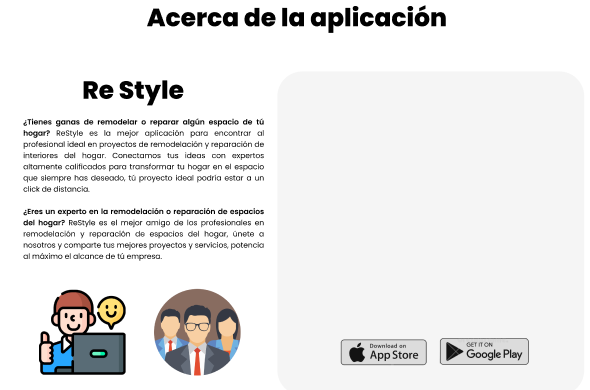 Acerca de la aplicación
Re Style
¿Tienes ganas de remodelar o reparar algún espacio de tú
hogar? ReStyle es la mejor aplicación para encontrar al
profesional ideal en proyectos de remodelación y reparación de
interiores del hogar. Conectamos tus ideas con expertos
altamente calificados para transformar tu hogar en el espacio
que siempre has deseado, tú proyecto ideal podría estar a un
click de distancia.
¿Eres un experto en la remodelación o reparación de espacios
del hogar? ReStyle es el mejor amigo de los profesionales en
remodelación y reparación de espacios del hogar, únete a
nosotros y comparte tus mejores proyectos y servicios, potencia
al máximo el alcance de tú empresa.
Download on
App Store
GET IT ON
Google Play